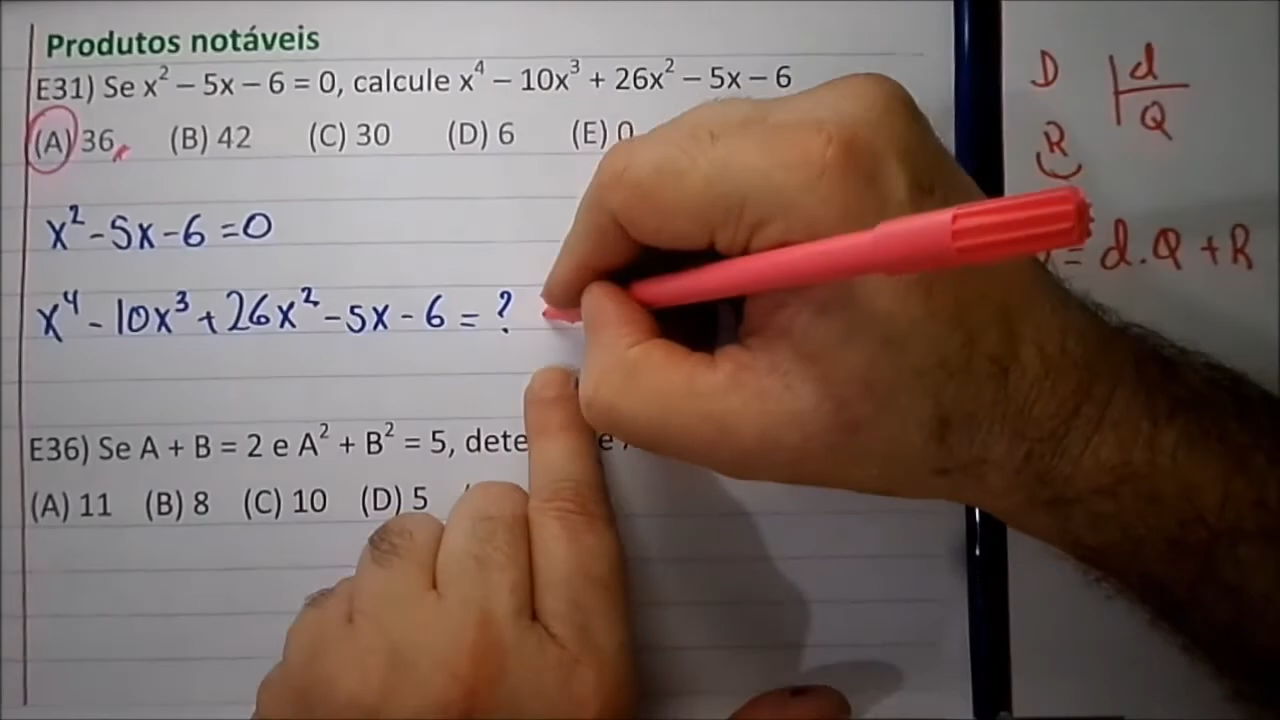 Produtos notáveis
E31) Se x² – 5x – 6 = 0, calcule x⁴ – 10x³ + 26x² – 5x – 6
(A) 36 (B) 42 (C) 30 (D) 6 (E) 0
x² - 5x - 6 = 0
x⁴ - 10x³ + 26x² - 5x - 6 = ?
E36) Se A + B = 2 e A² + B² = 5,
(A) 11 (B) 8 (C) 10 (D) 5
D d
R Q
= d.Q + R